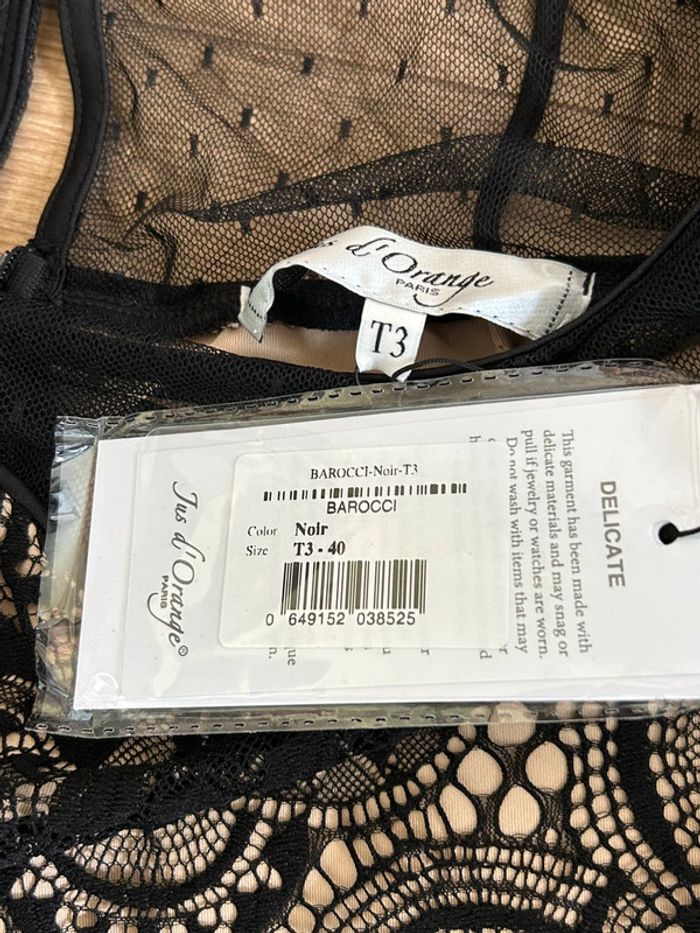 Jus d'Orange
PARIS
T3
BAROCCI-Noir-T3
BAROCCI
Color Noir
Size T3 - 40
0 649152 038525
Jus d'Orange®
PARIS
DELICATE
This garment has been made with
delicate materials and may snag or
pull if jewelry or watches are worn.
Do not wash with items that may